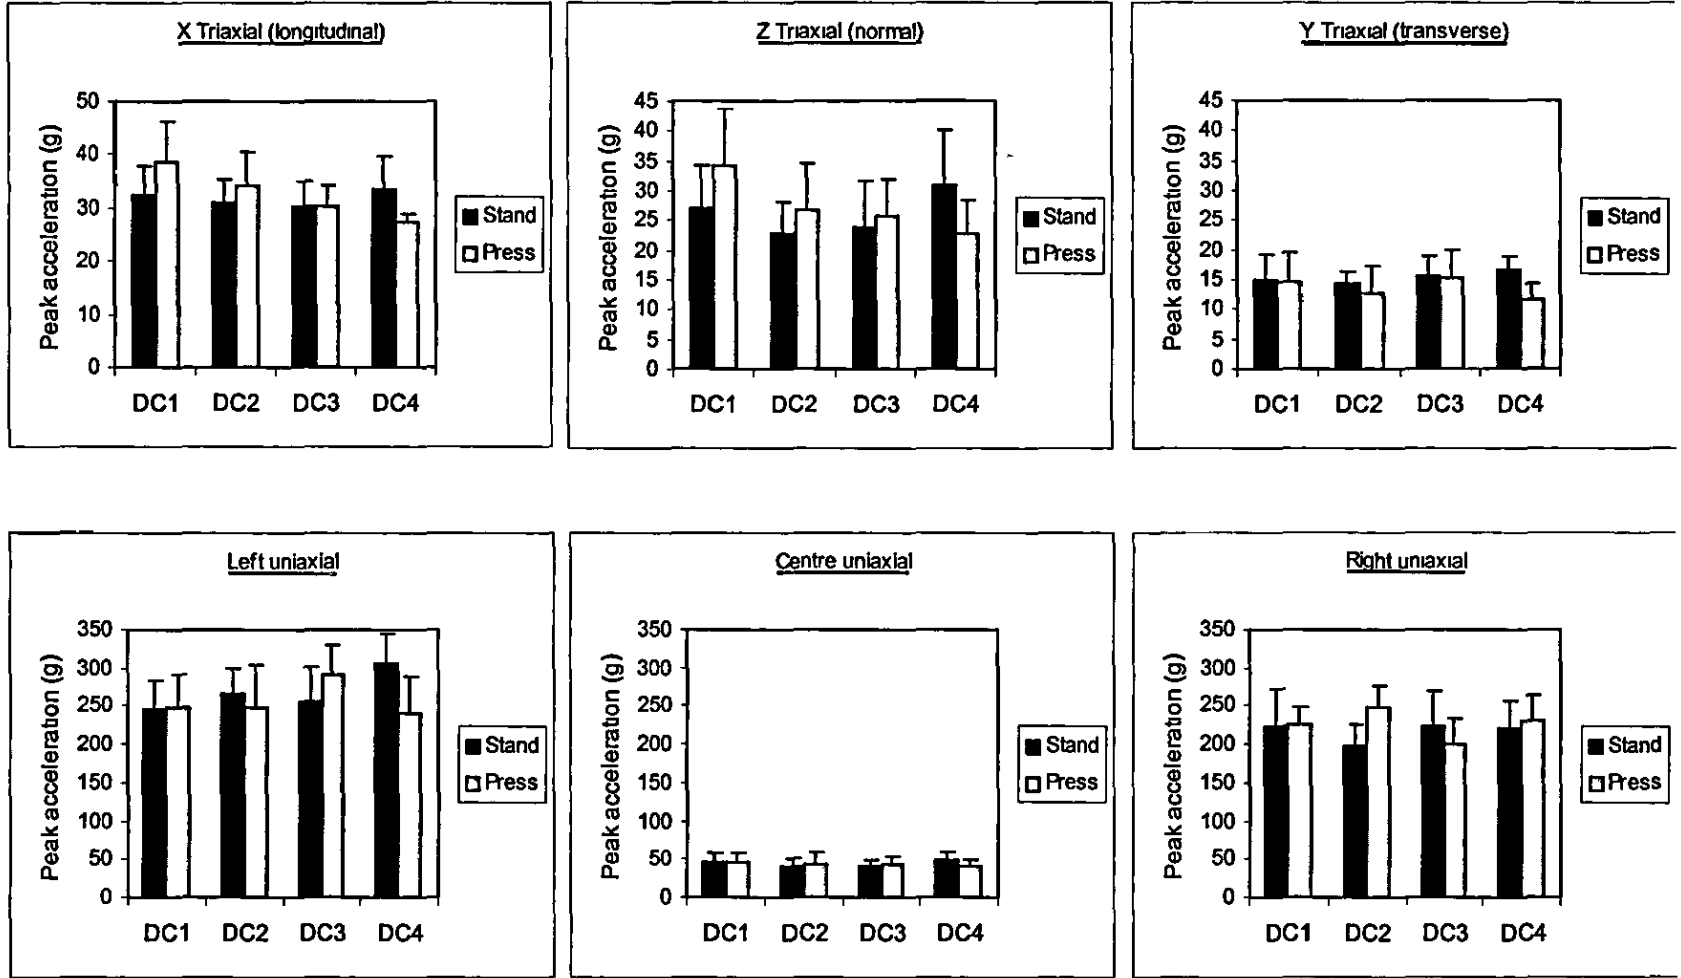 X Triaxial (longitudinal)
Peak acceleration (g)
50
40
30
20
10
0
DC1 DC2 DC3 DC4
Stand
Press
Z Triaxial (normal)
Peak acceleration (g)
45
40
35
30
25
20
15
10
5
0
DC1 DC2 DC3 DC4
Stand
Press
Y Triaxial (transverse)
Peak acceleration (g)
45
40
35
30
25
20
15
10
5
0
DC1 DC2 DC3 DC4
Stand
Press
Left uniaxial
Peak acceleration (g)
350
300
250
200
150
100
50
0
DC1 DC2 DC3 DC4
Stand
Press
Centre uniaxial
Peak acceleration (g)
350
300
250
200
150
100
50
0
DC1 DC2 DC3 DC4
Stand
Press
Right uniaxial
Peak acceleration (g)
350
300
250
200
150
100
50
0
DC1 DC2 DC3 DC4
Stand
Press